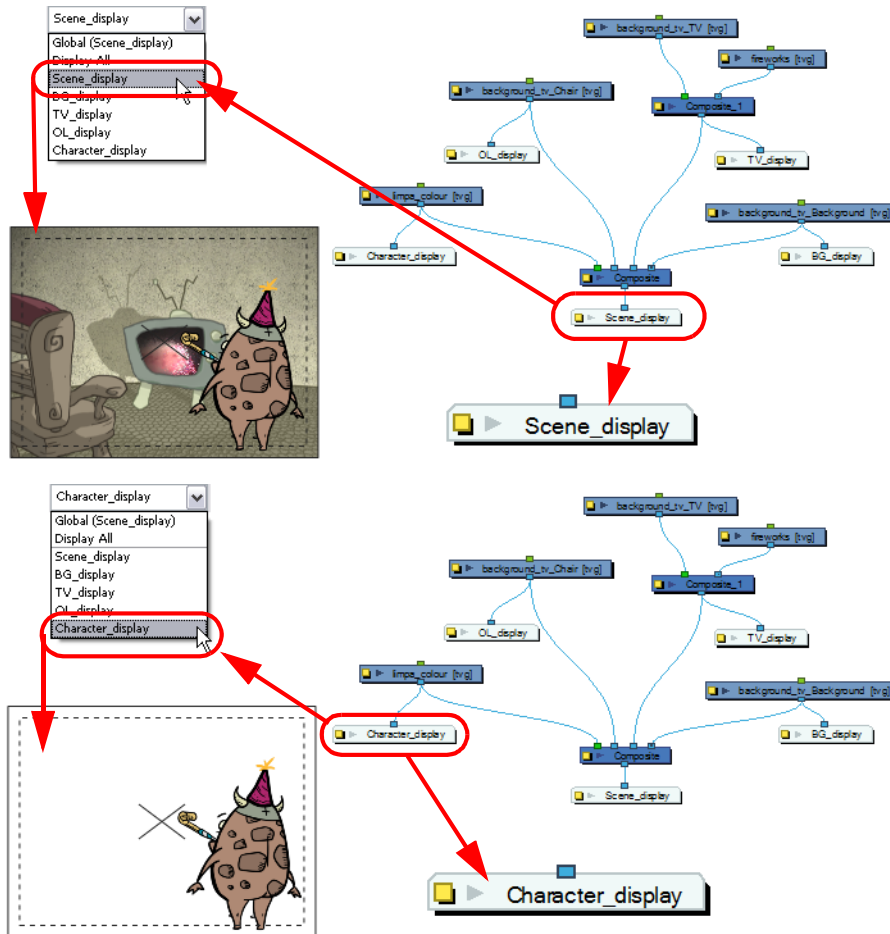 Scene_display
Global (Scene_display)
Display All
Scene_display
BG_display
TV_display
OL_display
Character_display
background_tv_TV [tvg]
fireworks [tvg]
background_tv_Chair [tvg]
Composite_1
OL_display
TV_display
limpa_colour [tvg]
background_tv_Background [tvg]
Character_display
BG_display
Composite
Scene_display
Scene_display
Character_display
Global (Scene_display)
Display All
Scene_display
BG_display
TV_display
OL_display
Character_display
background_tv_TV [tvg]
fireworks [tvg]
background_tv_Chair [tvg]
Composite_1
OL_display
TV_display
limpa_colour [tvg]
background_tv_Background [tvg]
Character_display
BG_display
Composite
Scene_display
Character_display